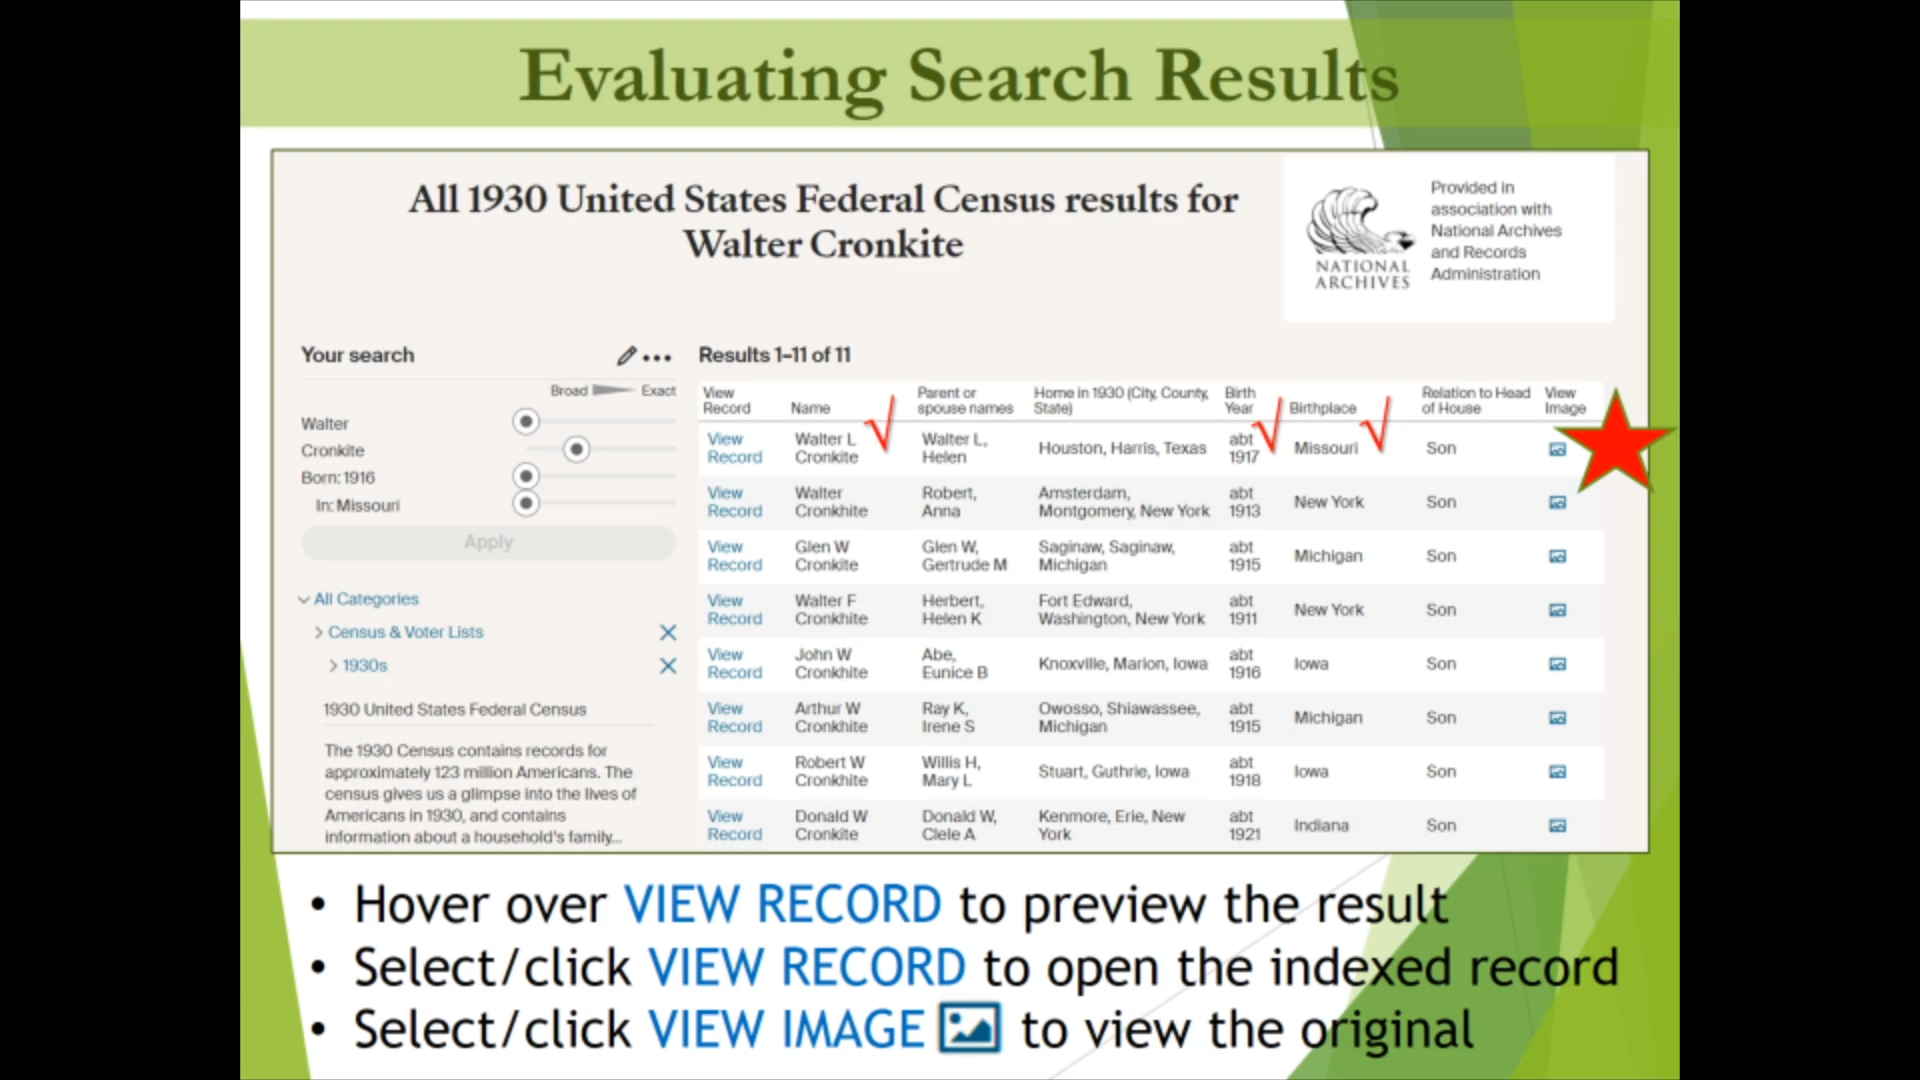 Evaluating Search Results
All 1930 United States Federal Census results for
Walter Cronkite
NATIONAL
ARCHIVES
Provided in
association with
National Archives
and Records
Administration
Your search
Broad Exact
Walter
Cronkite
Born: 1916
In: Missouri
Apply
All Categories
Census & Voter Lists
1930s
1930 United States Federal Census
The 1930 Census contains records for
approximately 123 million Americans. The
census gives us a glimpse into the lives of
Americans in 1930, and contains
information about a household's family...
Results 1–11 of 11
View Record Name Parent or spouse names Home in 1930 (City, County, State) Birth Year Birthplace Relation to Head of House View Image
View Record Walter L Cronkite Walter L, Helen Houston, Harris, Texas abt 1917 Missouri Son
View Record Walter Cronkhite Robert, Anna Amsterdam, Montgomery, New York abt 1913 New York Son
View Record Glen W Cronkite Glen W, Gertrude M Saginaw, Saginaw, Michigan abt 1915 Michigan Son
View Record Walter F Cronkhite Herbert, Helen K Fort Edward, Washington, New York abt 1911 New York Son
View Record John W Cronkhite Abe, Eunice B Knoxville, Marion, Iowa abt 1916 Iowa Son
View Record Arthur W Cronkhite Ray K, Irene S Owosso, Shiawassee, Michigan abt 1915 Michigan Son
View Record Robert W Cronkhite Willis H, Mary L Stuart, Guthrie, Iowa abt 1918 Iowa Son
View Record Donald W Cronkite Donald W, Clele A Kenmore, Erie, New York abt 1921 Indiana Son
• Hover over VIEW RECORD to preview the result
• Select/click VIEW RECORD to open the indexed record
• Select/click VIEW IMAGE to view the original